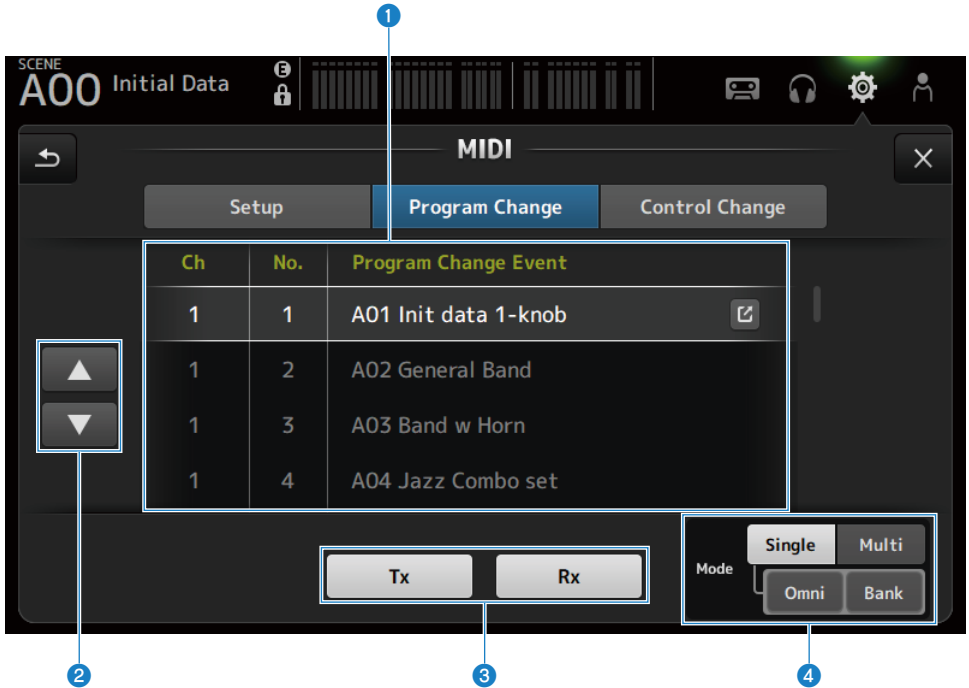 1
SCENE
A00 Initial Data E
MIDI
Setup Program Change Control Change
Ch No. Program Change Event
1 1 A01 Init data 1-knob
1 2 A02 General Band
1 3 A03 Band w Horn
1 4 A04 Jazz Combo set
Tx Rx
Mode Single Multi
Omni Bank
2 3 4